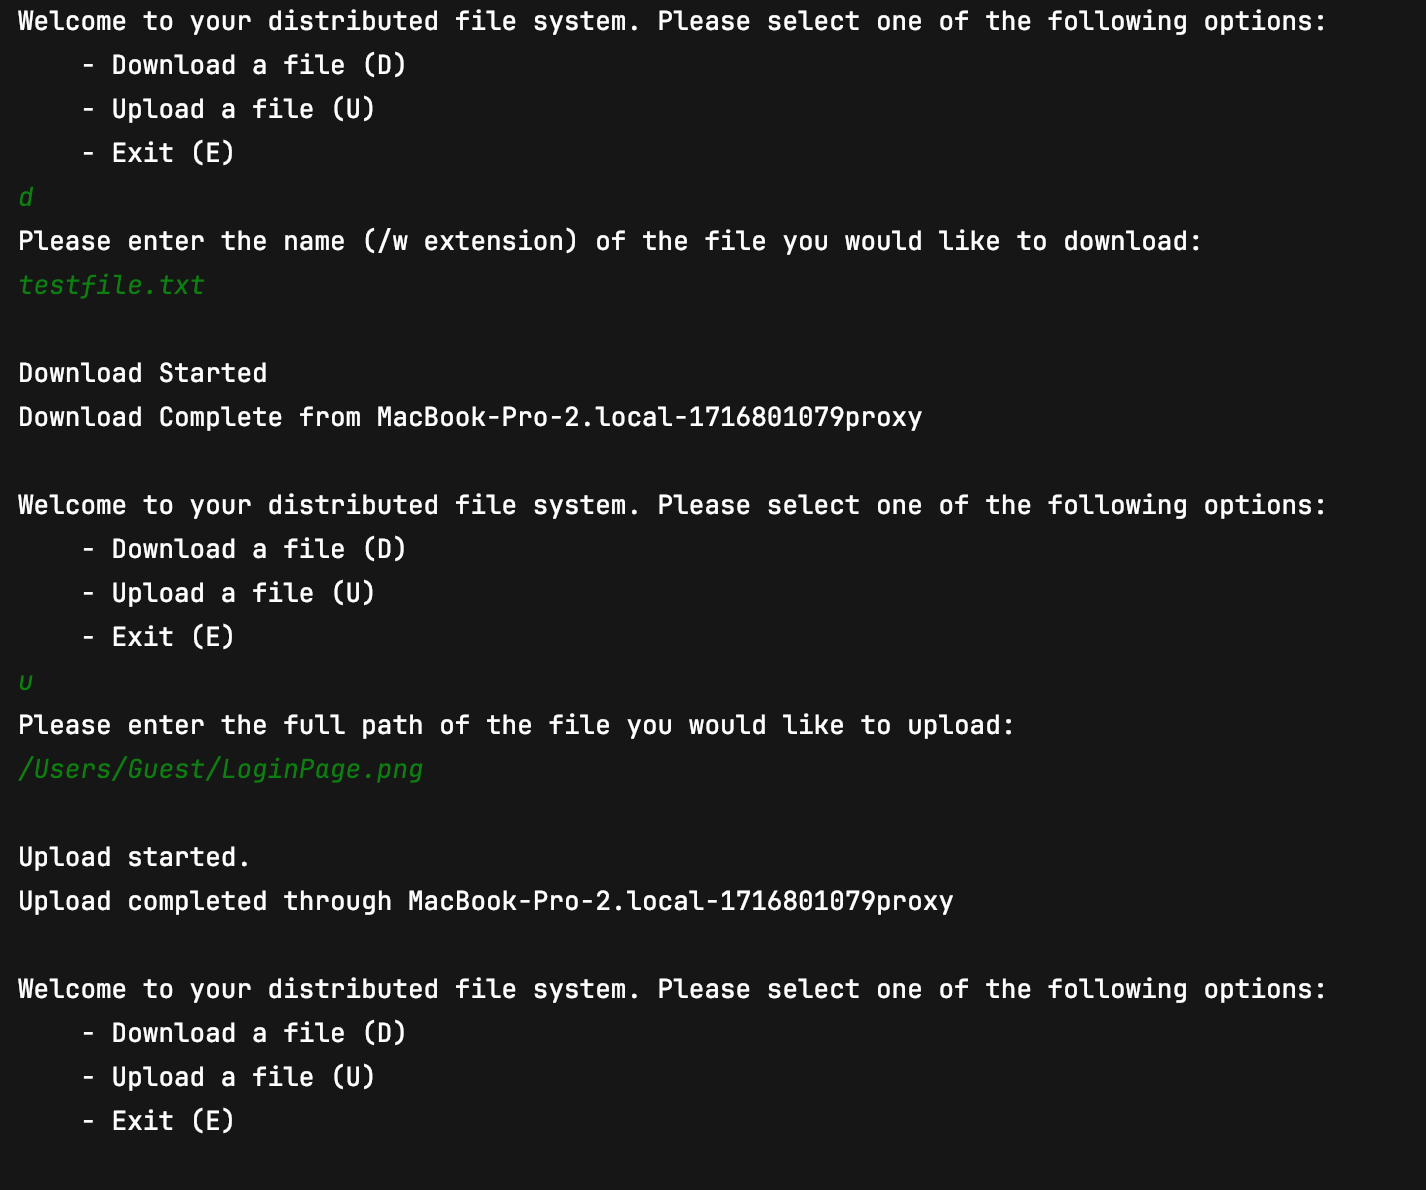 Welcome to your distributed file system. Please select one of the following options:
- Download a file (D)
- Upload a file (U)
- Exit (E)
d
Please enter the name (/w extension) of the file you would like to download:
testfile.txt
Download Started
Download Complete from MacBook-Pro-2.local-1716801079proxy
Welcome to your distributed file system. Please select one of the following options:
- Download a file (D)
- Upload a file (U)
- Exit (E)
u
Please enter the full path of the file you would like to upload:
/Users/Guest/LoginPage.png
Upload started.
Upload completed through MacBook-Pro-2.local-1716801079proxy
Welcome to your distributed file system. Please select one of the following options:
- Download a file (D)
- Upload a file (U)
- Exit (E)